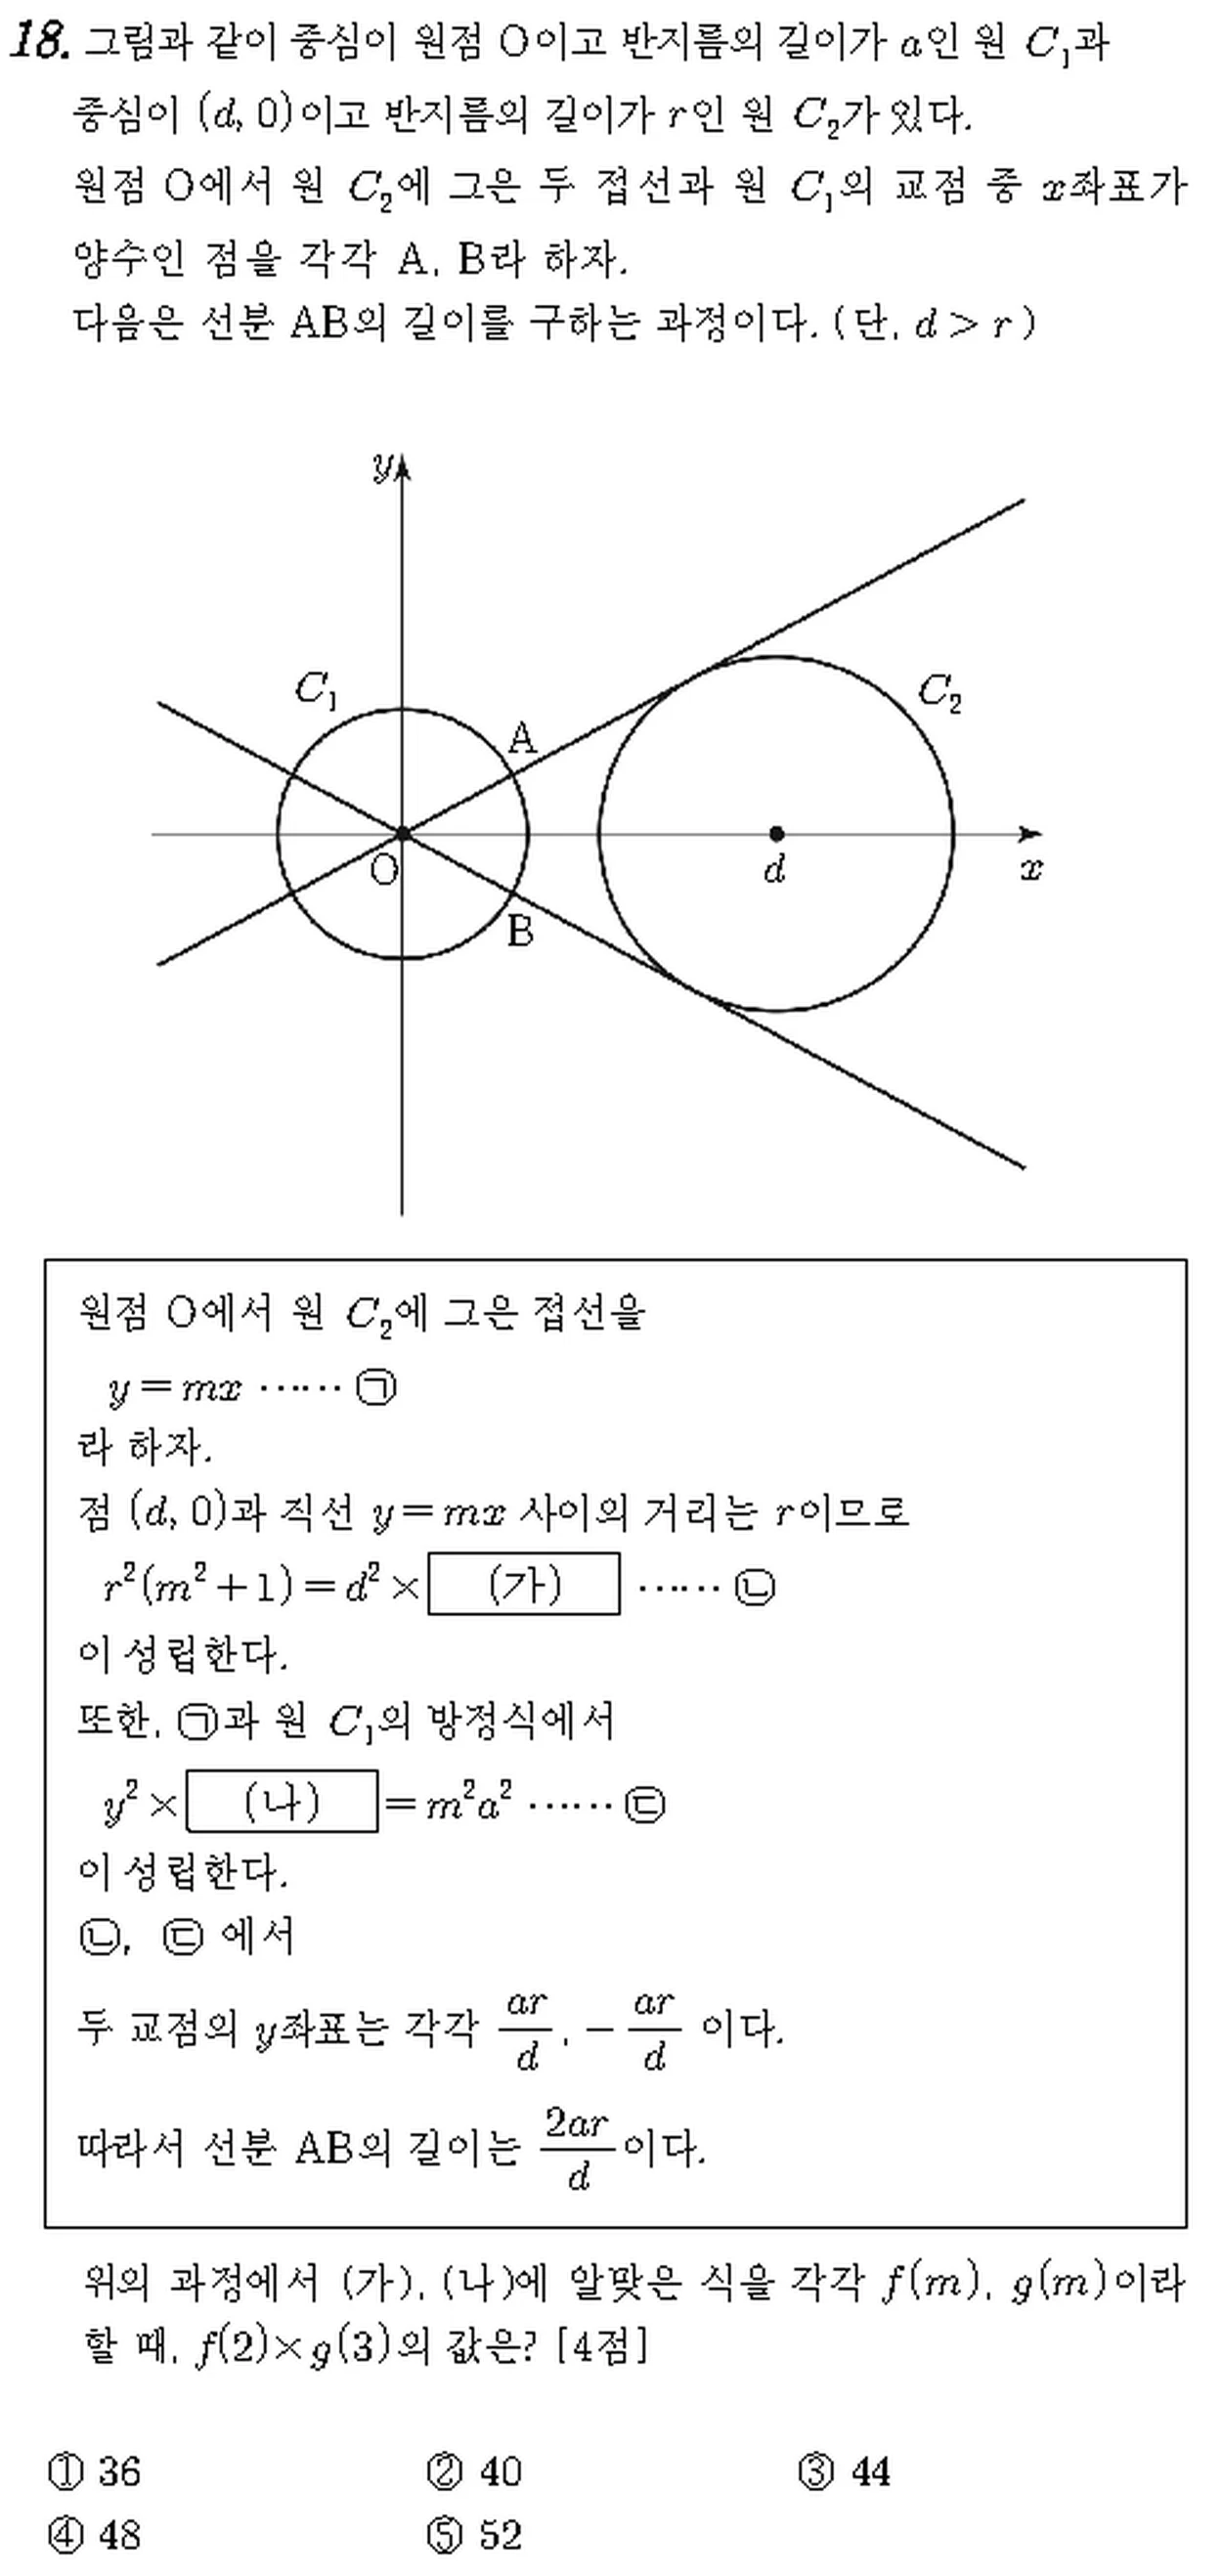 18. 그림과 같이 중심이 원점 O이고 반지름의 길이가 a인 원 C₁과
중심이 (d, 0)이고 반지름의 길이가 r인 원 C₂가 있다.
원점 O에서 원 C₂에 그은 두 접선과 원 C₁의 교점 중 x좌표가
양수인 점을 각각 A, B라 하자.
다음은 선분 AB의 길이를 구하는 과정이다. (단, d > r)
y
C₁
A
C₂
O
d
x
B
원점 O에서 원 C₂에 그은 접선을
y = mx ⋯⋯ ㉠
라 하자.
점 (d, 0)과 직선 y = mx 사이의 거리는 r이므로
r²(m² + 1) = d² × (가) ⋯⋯ ㉡
이 성립한다.
또한, ㉠과 원 C₁의 방정식에서
y² × (나) = m²a² ⋯⋯ ㉢
이 성립한다.
㉡, ㉢ 에서
두 교점의 y좌표는 각각 ar/d, -ar/d 이다.
따라서 선분 AB의 길이는 2ar/d 이다.
위의 과정에서 (가), (나)에 알맞은 식을 각각 f(m), g(m)이라
할 때, f(2)×g(3)의 값은? [4점]
① 36 ② 40 ③ 44
④ 48 ⑤ 52